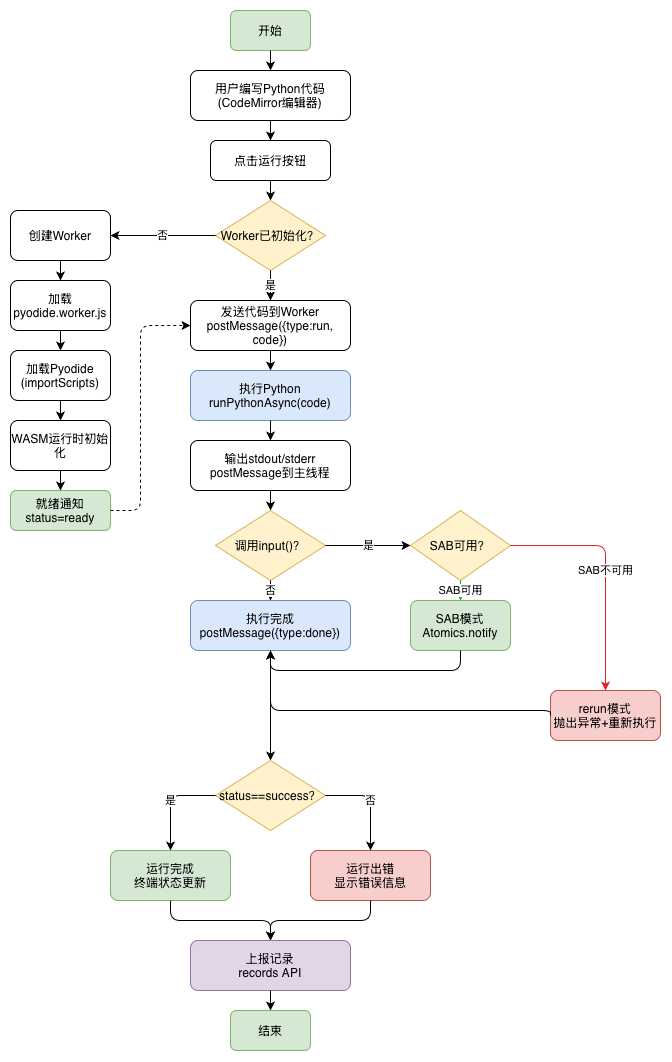 开始
用户编写Python代码
(CodeMirror编辑器)
点击运行按钮
Worker已初始化?
否
创建Worker
是
加载
pyodide.worker.js
发送代码到Worker
postMessage({type:run,
code})
加载Pyodide
(importScripts)
执行Python
runPythonAsync(code)
WASM运行时初始
化
输出stdout/stderr
postMessage到主线程
就绪通知
status=ready
调用input()?
是
SAB可用?
SAB不可用
否
SAB可用
执行完成
postMessage({type:done})
SAB模式
Atomics.notify
rerun模式
抛出异常+重新执行
status==success?
是
否
运行完成
终端状态更新
运行出错
显示错误信息
上报记录
records API
结束